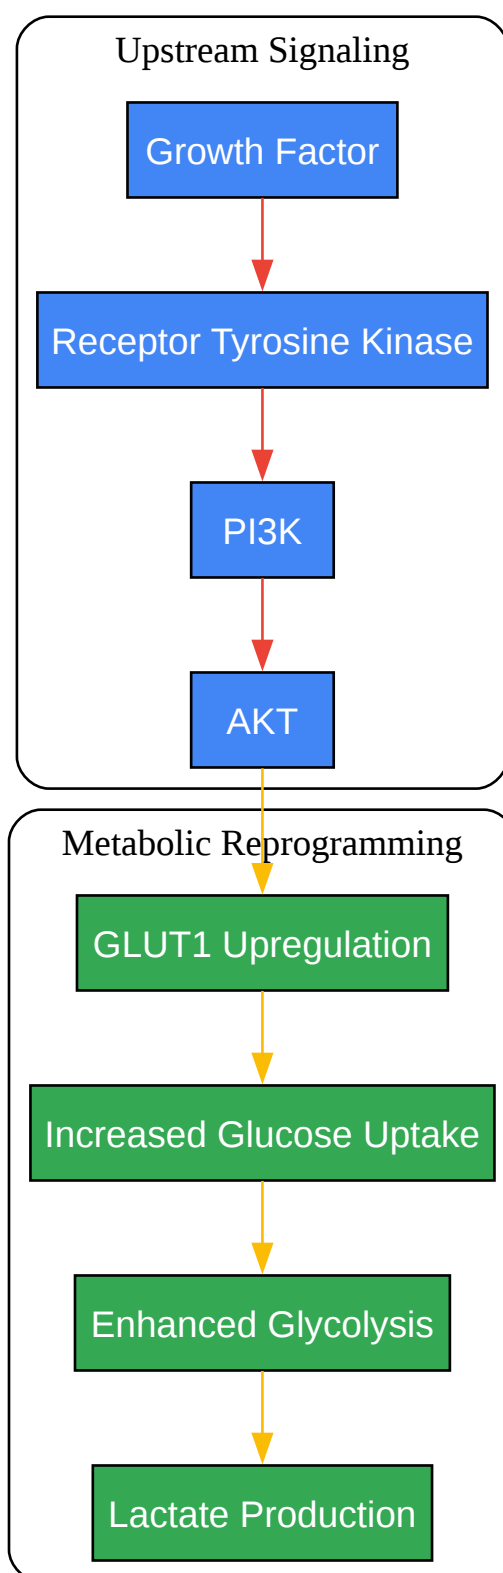 Upstream Signaling
Growth Factor
Receptor Tyrosine Kinase
PI3K
AKT
Metabolic Reprogramming
GLUT1 Upregulation
Increased Glucose Uptake
Enhanced Glycolysis
Lactate Production